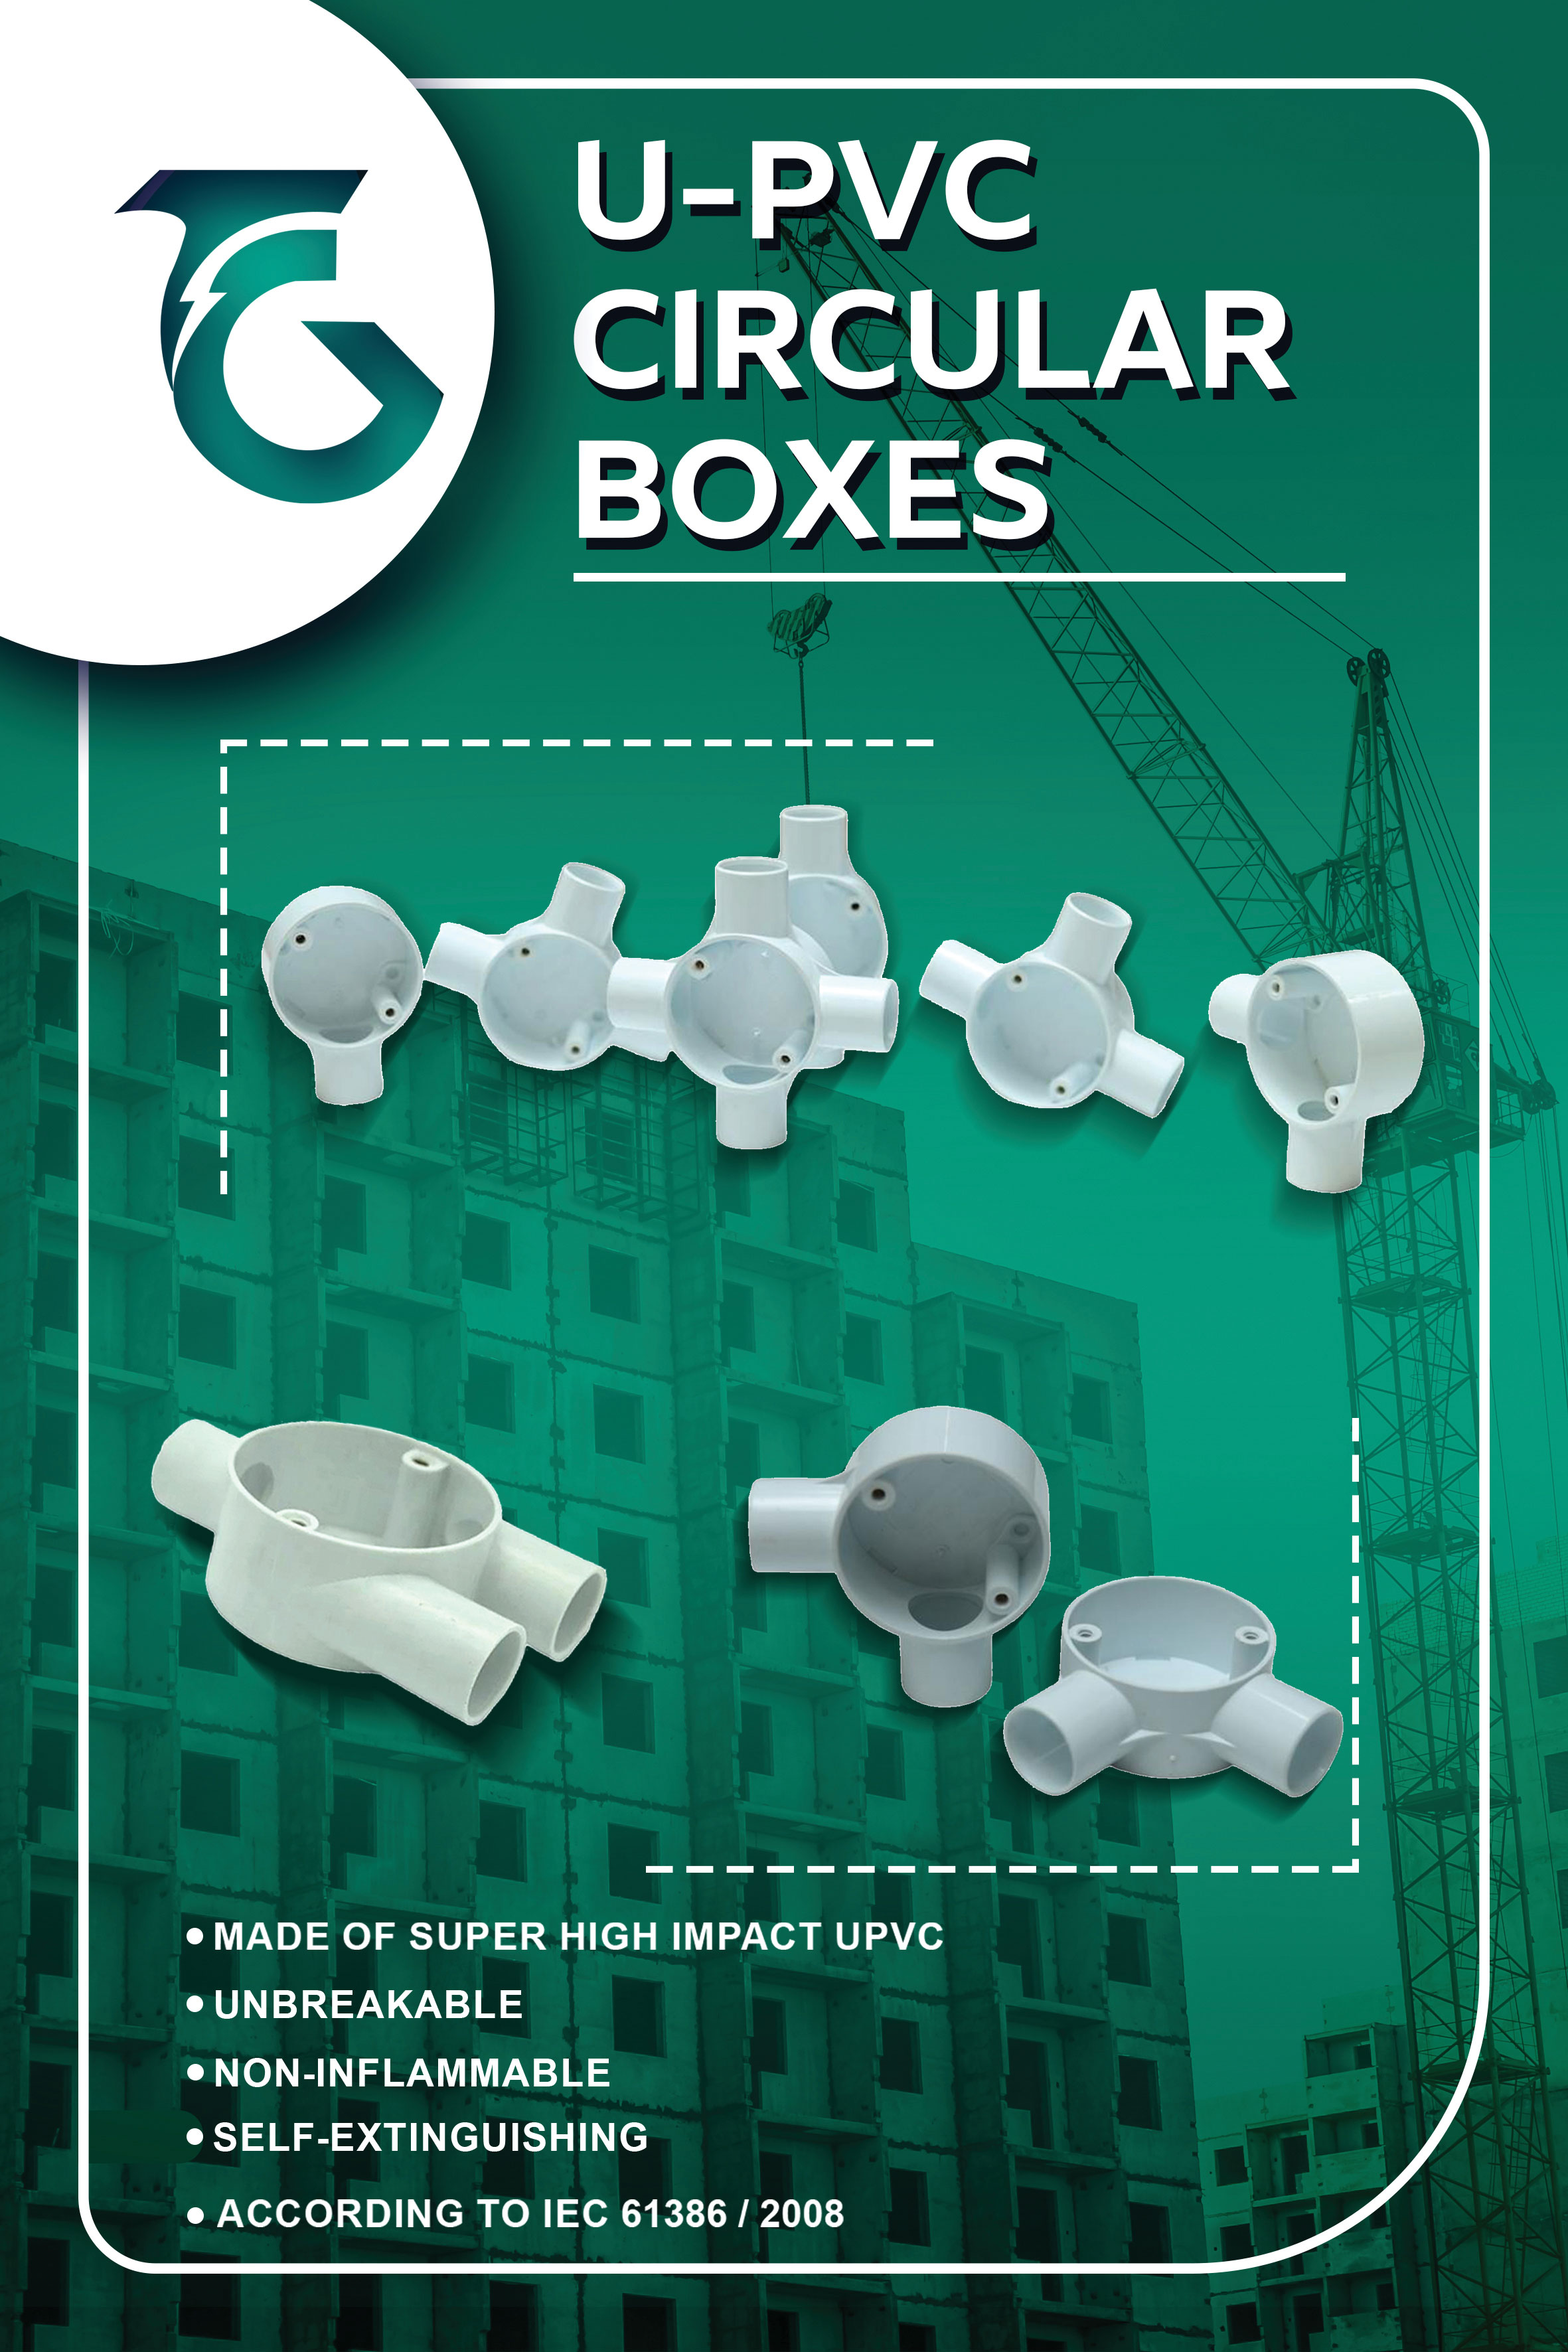 U-PVC
CIRCULAR
BOXES
• MADE OF SUPER HIGH IMPACT UPVC
• UNBREAKABLE
• NON-INFLAMMABLE
• SELF-EXTINGUISHING
• ACCORDING TO IEC 61386 / 2008